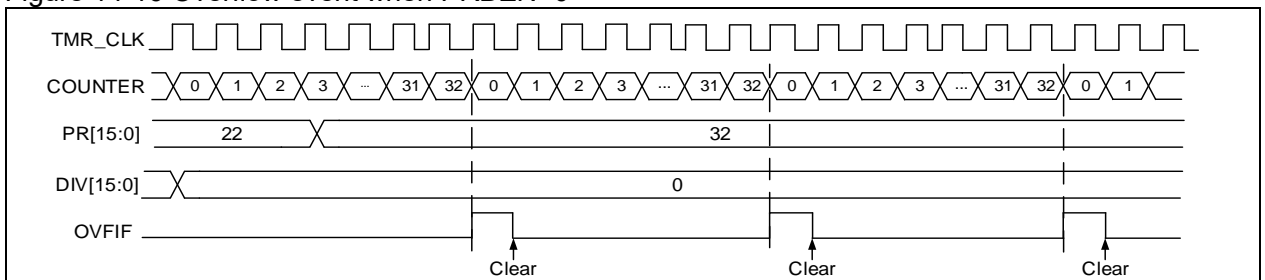 TMR_CLK
COUNTER 0 1 2 3 ... 31 32 0 1 2 3 ... 31 32 0 1 2 3 ... 31 32 0 1
PR[15:0] 22 32
DIV[15:0] 0
OVFIF
Clear Clear Clear